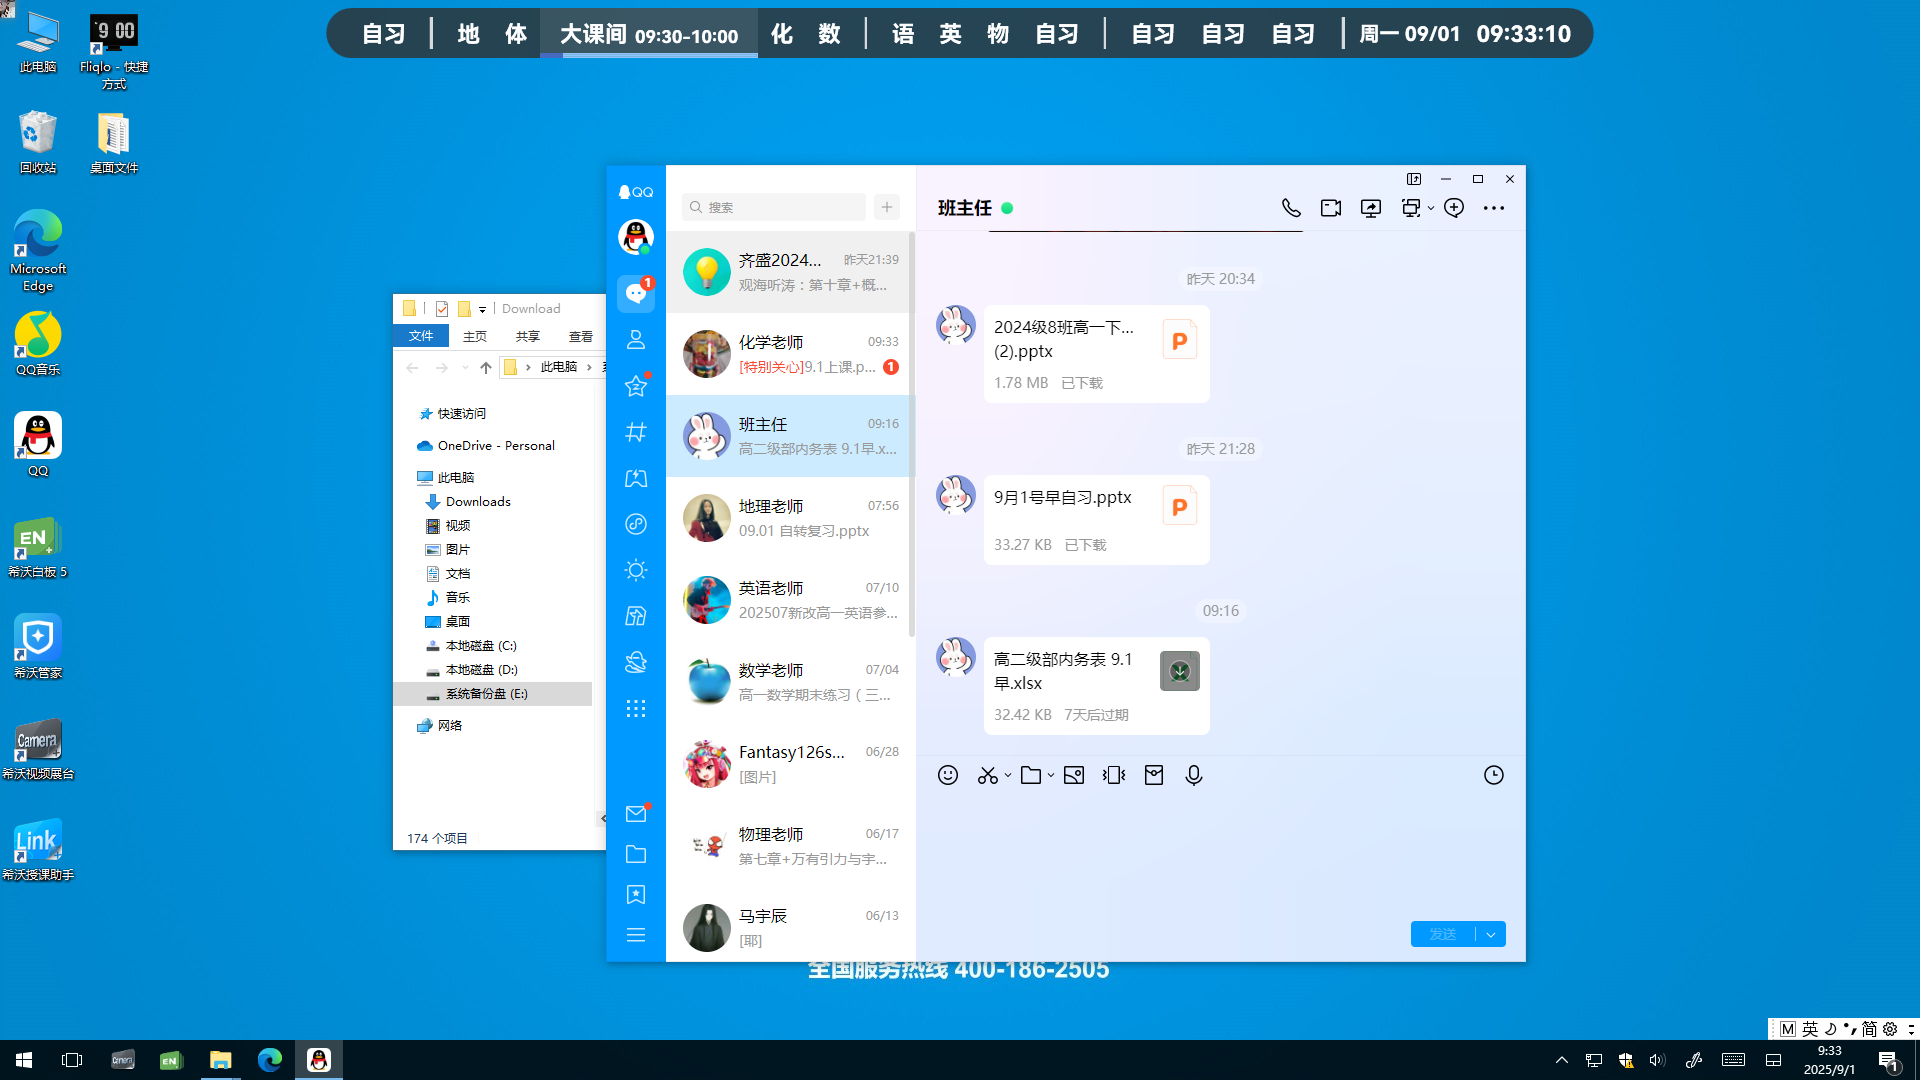 自习 地 体 大课间 09:30-10:00 化 数 语 英 物 自习 自习 自习 自习 周一 09/01 09:33:10
此电脑
9 00
Fliqlo - 快捷方式
回收站
桌面文件
Microsoft Edge
QQ音乐
QQ
EN
希沃白板 5
希沃管家
Camera
希沃视频展台
Link
希沃授课助手
Download
文件 主页 共享 查看
此电脑
快速访问
OneDrive - Personal
此电脑
Downloads
视频
图片
文档
音乐
桌面
本地磁盘 (C:)
本地磁盘 (D:)
系统备份盘 (E:)
网络
174 个项目
QQ
1
搜索
齐盛2024... 昨天21:39
观海听涛：第十章+概...
化学老师 09:33
[特别关心]9.1上课.p... 1
班主任 09:16
高二级部内务表 9.1早.x...
地理老师 07:56
09.01 自转复习.pptx
英语老师 07/10
202507新改高一英语参...
数学老师 07/04
高一数学期末练习（三...
Fantasy126s... 06/28
[图片]
物理老师 06/17
第七章+万有引力与宇...
马宇辰 06/13
[耶]
班主任
昨天 20:34
2024级8班高一下...
(2).pptx
P
1.78 MB 已下载
昨天 21:28
9月1号早自习.pptx
P
33.27 KB 已下载
09:16
高二级部内务表 9.1
早.xlsx
32.42 KB 7天后过期
发送
全国服务热线 400-186-2505
M 英 简
Camera EN
9:33
2025/9/1
1